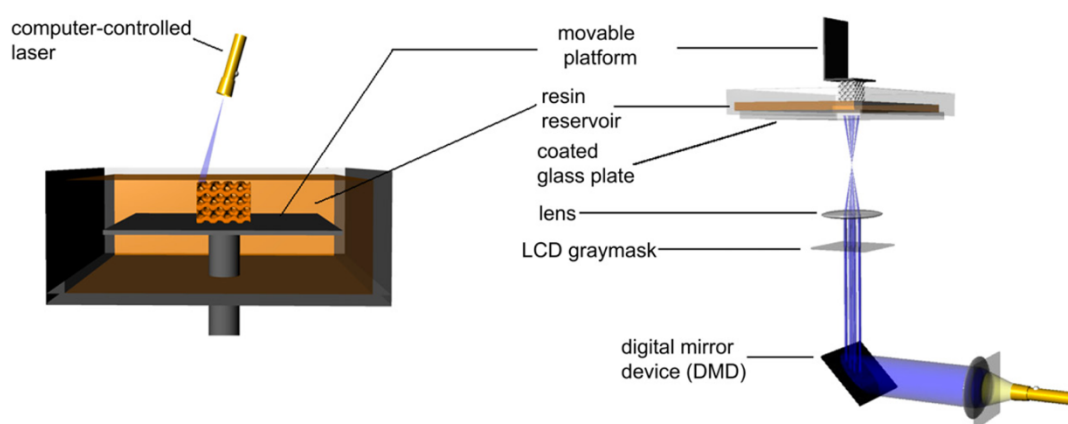 computer-controlled
laser
movable
platform
resin
reservoir
coated
glass plate
lens
LCD graymask
digital mirror
device (DMD)